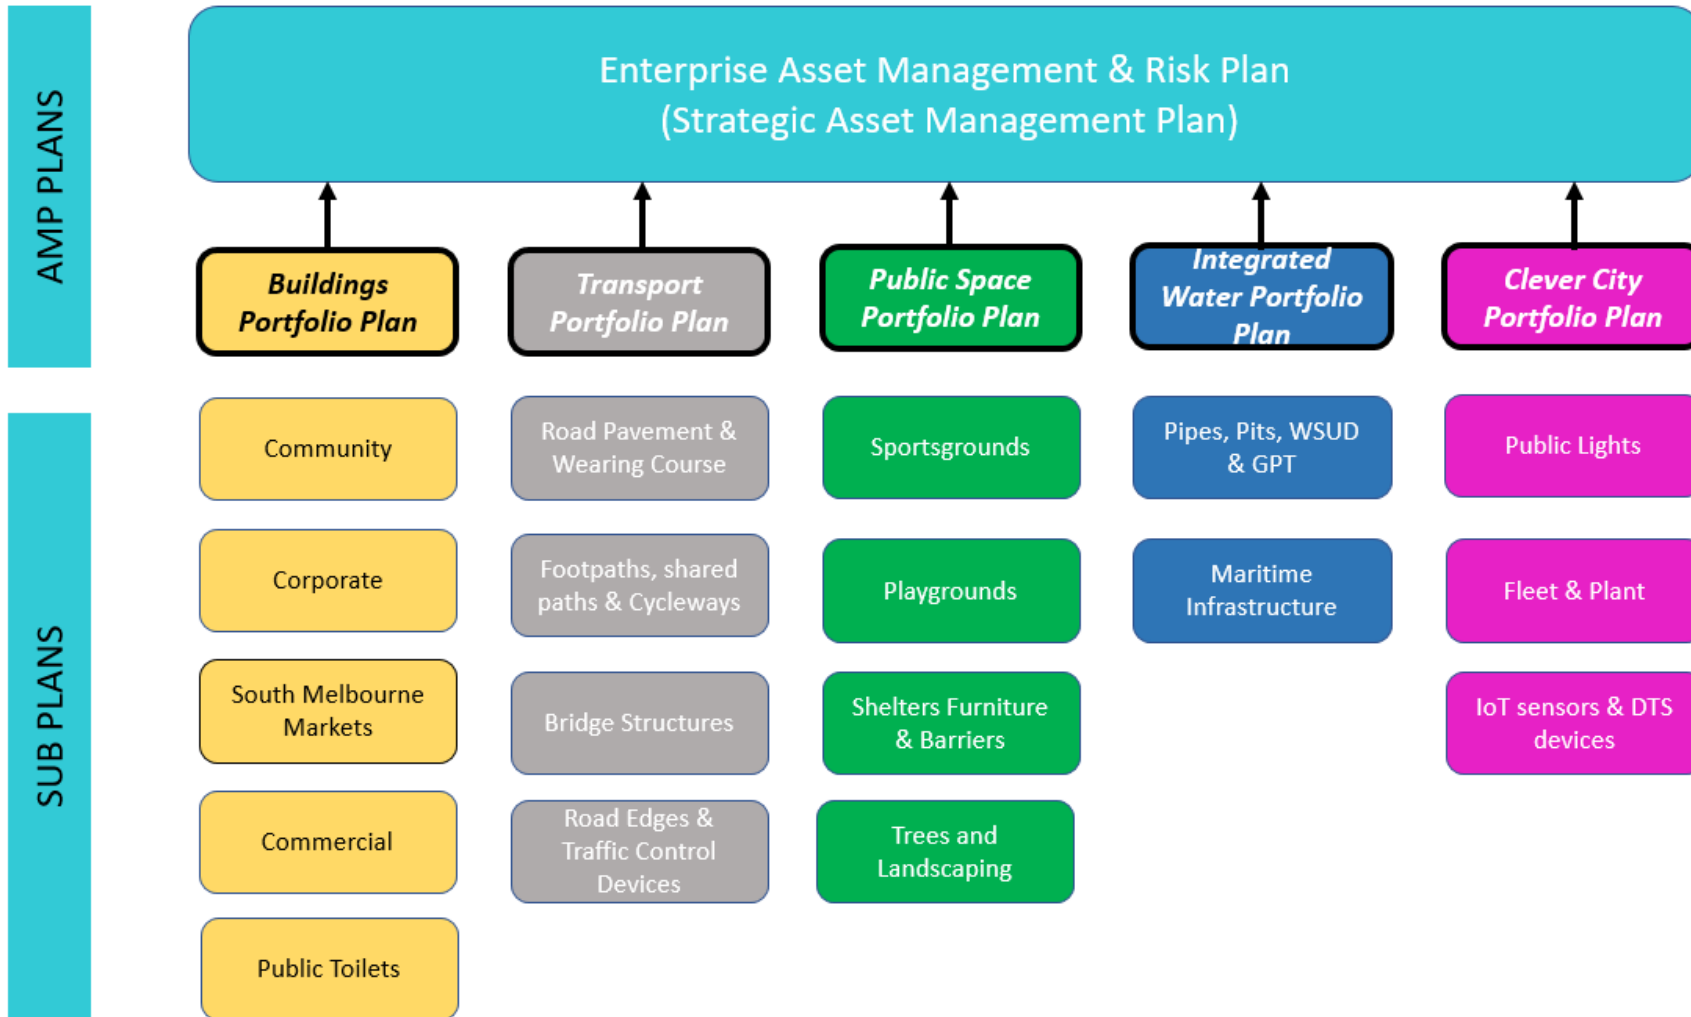 AMP PLANS
Enterprise Asset Management & Risk Plan
(Strategic Asset Management Plan)
Buildings
Portfolio Plan
Transport
Portfolio Plan
Public Space
Portfolio Plan
Integrated
Water Portfolio
Plan
Clever City
Portfolio Plan
SUB PLANS
Community
Road Pavement &
Wearing Course
Sportsgrounds
Pipes, Pits, WSUD
& GPT
Public Lights
Corporate
Footpaths, shared
paths & Cycleways
Playgrounds
Maritime
Infrastructure
Fleet & Plant
South Melbourne
Markets
Bridge Structures
Shelters Furniture
& Barriers
IoT sensors & DTS
devices
Commercial
Road Edges &
Traffic Control
Devices
Trees and
Landscaping
Public Toilets